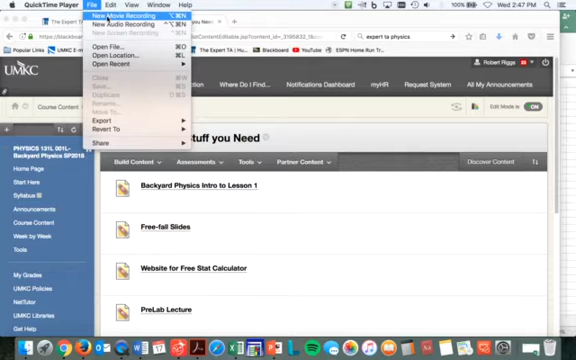 QuickTime Player File Edit View Window Help
Wed 2:47 PM
New Movie Recording ⌥⌘N
New Audio Recording ^⌥⌘N
New Screen Recording
Open File... ⌘O
Open Location... ⌘L
Open Recent
Close
Save...
Duplicate
Rename...
Move To...
Export
Revert To
Share
The Expert T
expert ta physics
Popular Links UMKC E-M
Blackboard YouTube ESPN Hrum Tm
UMKC
Robert Riggs
Where Do I Find... myHR Request System All My Announcements
Course Content
Edit Mode is: ON
PHYSICS 131L 001L-
Backyard Physics SP2018
Home Page
Start Here
Syllabus
Announcements
Course Content
Week by Week
Tools
My Grades
UMKC Policies
NetTutor
UMKC Libraries
Get Help
Stuff you Need
Build Content Assessments Tools Partner Content Discover Content
Backyard Physics Intro to Lesson 1
Free-fall Slides
Website for Free Stat Calculator
PreLab Lecture